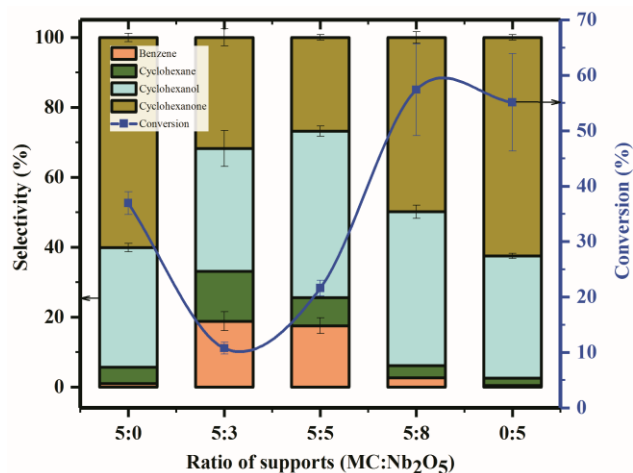 100
80
60
40
20
0
Selectivity (%)
Benzene
Cyclohexane
Cyclohexanol
Cyclohexanone
Conversion
70
60
50
40
30
20
10
0
Conversion (%)
5:0 5:3 5:5 5:8 0:5
Ratio of supports (MC:Nb₂O₅)